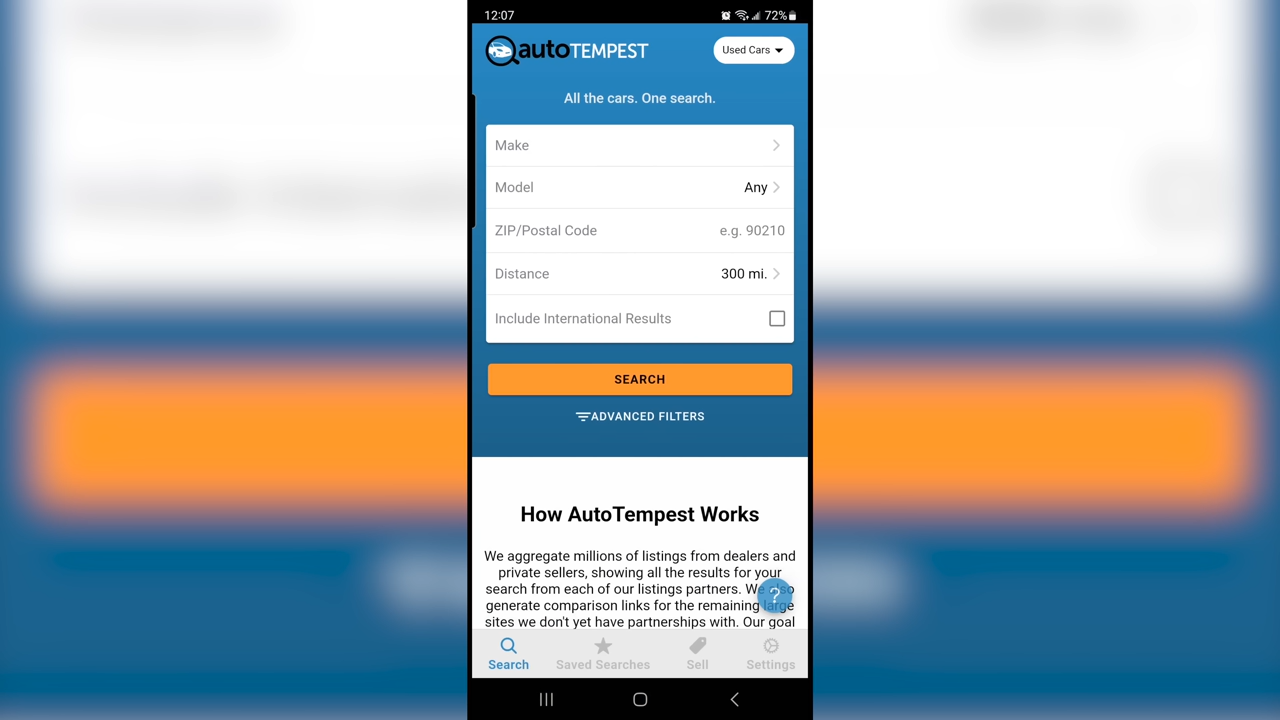 12:07
72%
autoTEMPEST
Used Cars
All the cars. One search.
Make
Model Any
ZIP/Postal Code e.g. 90210
Distance 300 mi.
Include International Results
SEARCH
ADVANCED FILTERS
How AutoTempest Works
We aggregate millions of listings from dealers and
private sellers, showing all the results for your
search from each of our listings partners. We also
generate comparison links for the remaining large
sites we don't yet have partnerships with. Our goal
?
Search Saved Searches Sell Settings